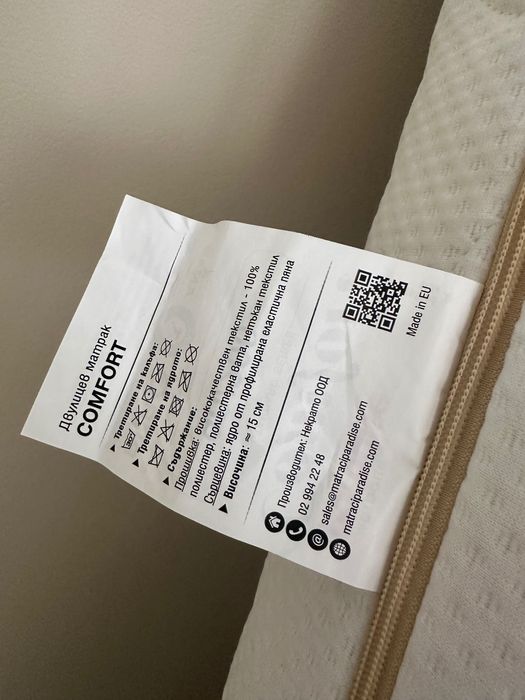 Двулицев матрак
COMFORT
▶ Третиране на калъфа:
▶ Третиране на ядрото:
▶ Съдържание:
Прошивка: Висококачествен текстил - 100%
полиестер, полиестерна вата, нетъкан текстил
Сърцевина: ядро от профилирана еластична пяна
▶ Височина: ≈ 15 см
Производител: Некрато ООД
02 994 22 48
sales@matraciparadise.com
matraciparadise.com
Made in EU